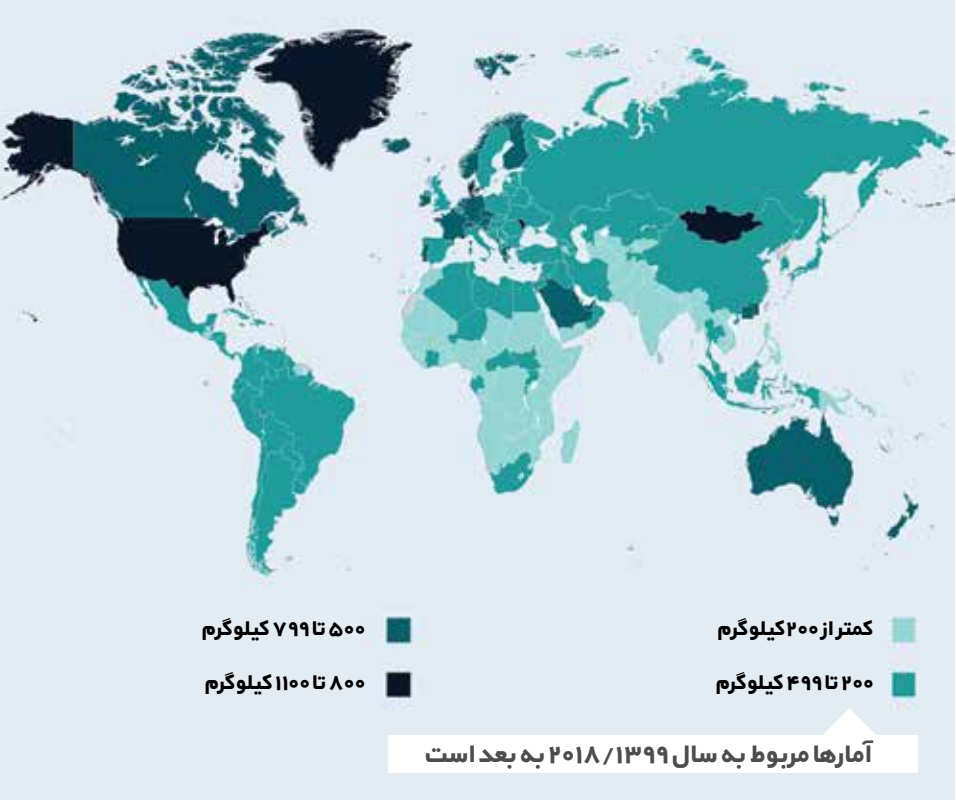 کمتر از ۲۰۰ کیلوگرم
۲۰۰ تا ۴۹۹ کیلوگرم
۵۰۰ تا ۷۹۹ کیلوگرم
۸۰۰ تا ۱۱۰۰ کیلوگرم
آمارها مربوط به سال ۲۰۱۸/۱۳۹۹ به بعد است